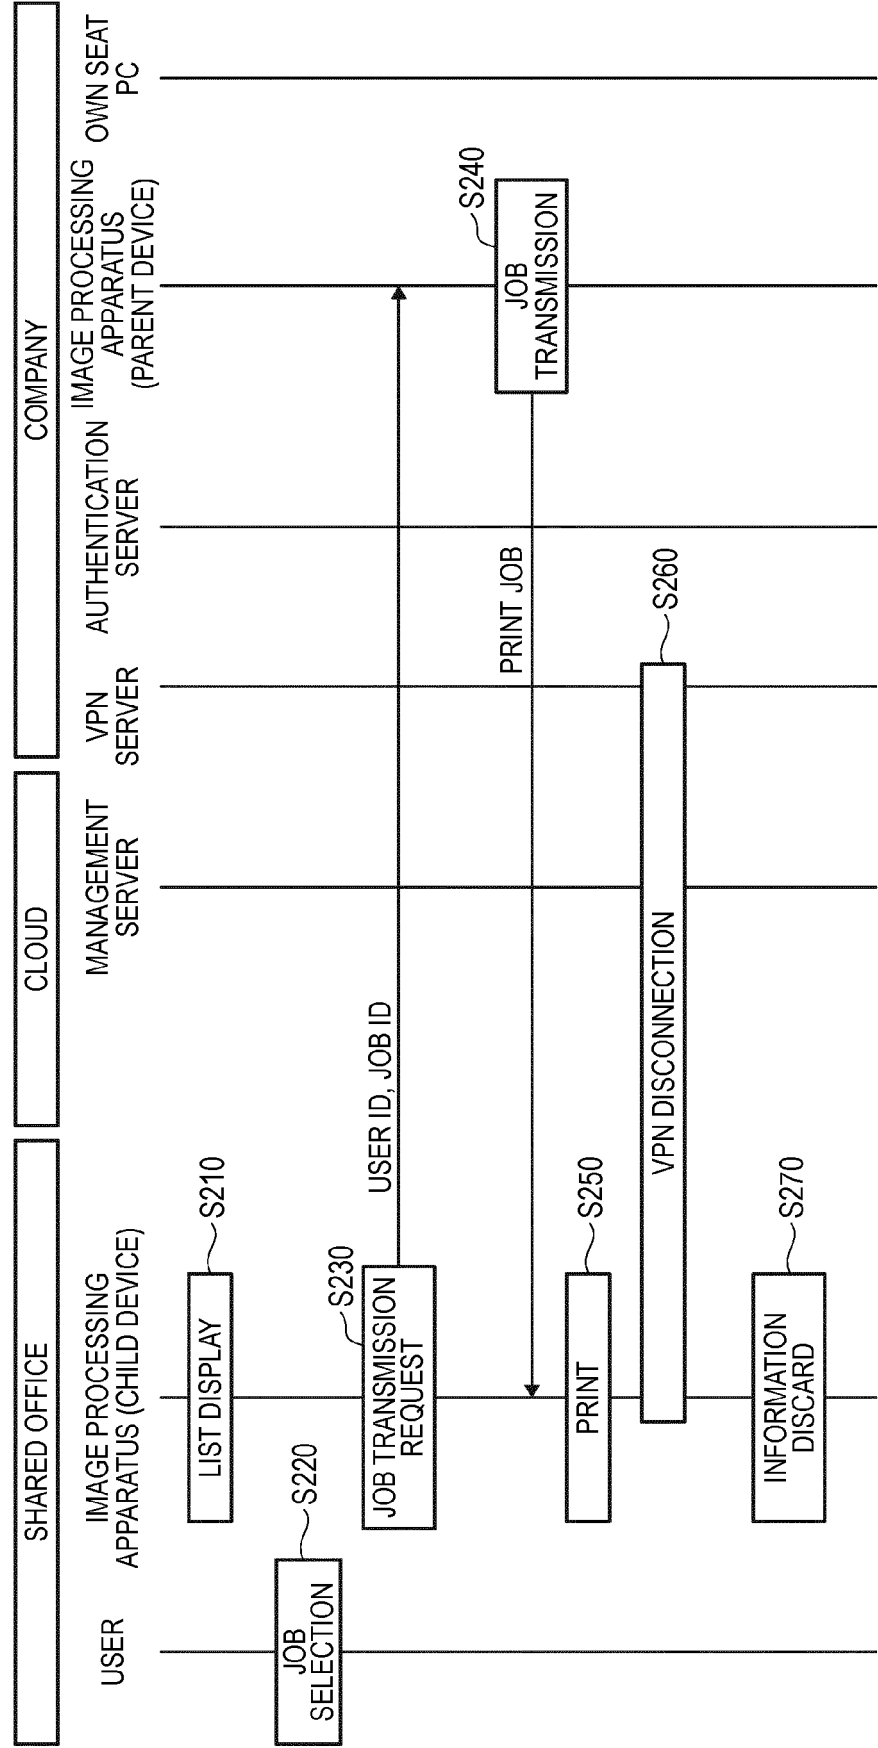 SHARED OFFICE
CLOUD
COMPANY
USER
IMAGE PROCESSING
APPARATUS (CHILD DEVICE)
MANAGEMENT
SERVER
VPN
SERVER
AUTHENTICATION
SERVER
IMAGE PROCESSING
APPARATUS
(PARENT DEVICE)
OWN SEAT
PC
LIST DISPLAY
S210
JOB
SELECTION
S220
JOB TRANSMISSION
REQUEST
S230
USER ID, JOB ID
JOB
TRANSMISSION
S240
PRINT JOB
PRINT
S250
VPN DISCONNECTION
S260
INFORMATION
DISCARD
S270